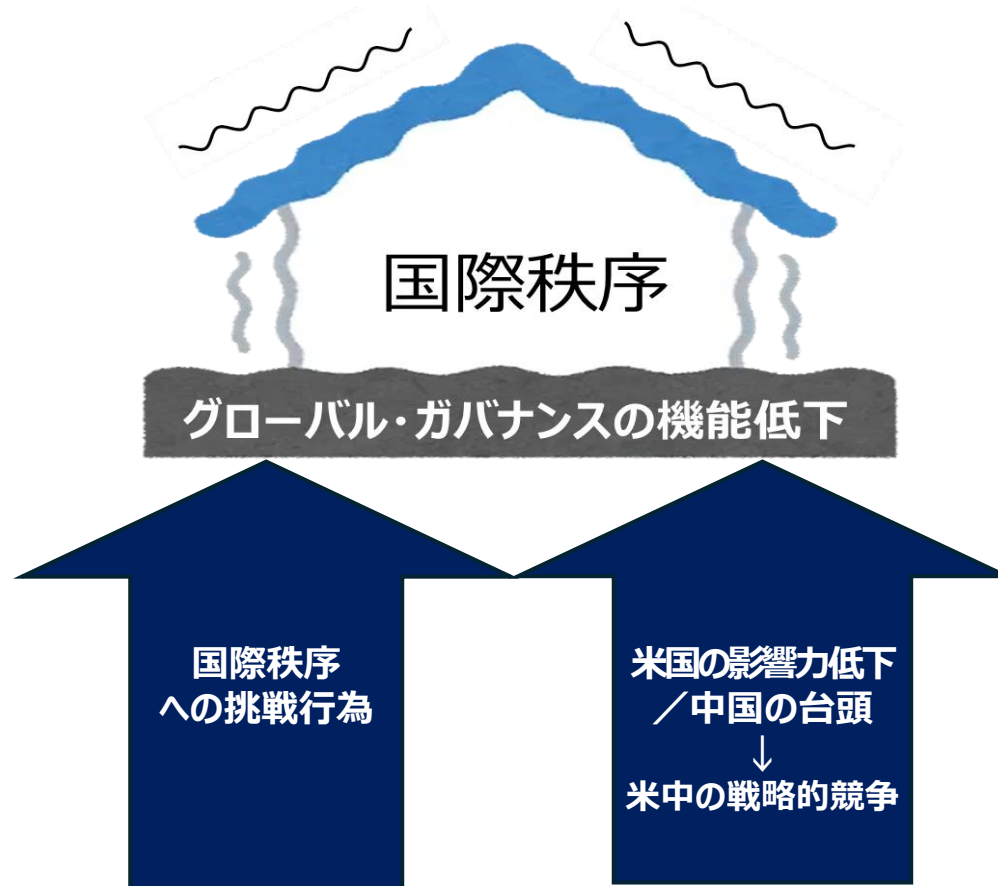 国際秩序
グローバル・ガバナンスの機能低下
国際秩序
への挑戦行為
米国の影響力低下
／中国の台頭
↓
米中の戦略的競争